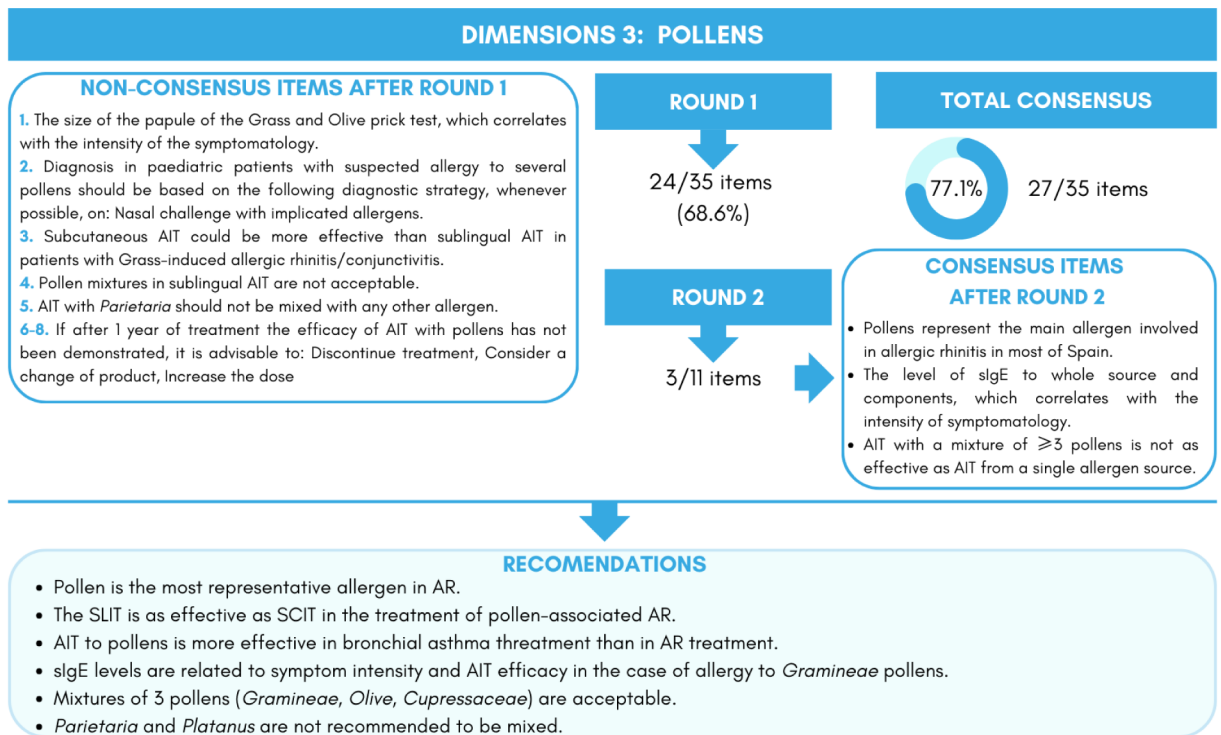 DIMENSIONS 3: POLLENS
NON-CONSENSUS ITEMS AFTER ROUND 1
1. The size of the papule of the Grass and Olive prick test, which correlates
with the intensity of the symptomatology.
2. Diagnosis in paediatric patients with suspected allergy to several
pollens should be based on the following diagnostic strategy, whenever
possible, on: Nasal challenge with implicated allergens.
3. Subcutaneous AIT could be more effective than sublingual AIT in
patients with Grass-induced allergic rhinitis/conjunctivitis.
4. Pollen mixtures in sublingual AIT are not acceptable.
5. AIT with Parietaria should not be mixed with any other allergen.
6-8. If after 1 year of treatment the efficacy of AIT with pollens has not
been demonstrated, it is advisable to: Discontinue treatment, Consider a
change of product, Increase the dose
ROUND 1
24/35 items
(68.6%)
ROUND 2
3/11 items
TOTAL CONSENSUS
77.1%
27/35 items
CONSENSUS ITEMS
AFTER ROUND 2
• Pollens represent the main allergen involved
in allergic rhinitis in most of Spain.
• The level of sIgE to whole source and
components, which correlates with the
intensity of symptomatology.
• AIT with a mixture of ⩾3 pollens is not as
effective as AIT from a single allergen source.
RECOMENDATIONS
• Pollen is the most representative allergen in AR.
• The SLIT is as effective as SCIT in the treatment of pollen-associated AR.
• AIT to pollens is more effective in bronchial asthma threatment than in AR treatment.
• sIgE levels are related to symptom intensity and AIT efficacy in the case of allergy to Gramineae pollens.
• Mixtures of 3 pollens (Gramineae, Olive, Cupressaceae) are acceptable.
• Parietaria and Platanus are not recommended to be mixed.